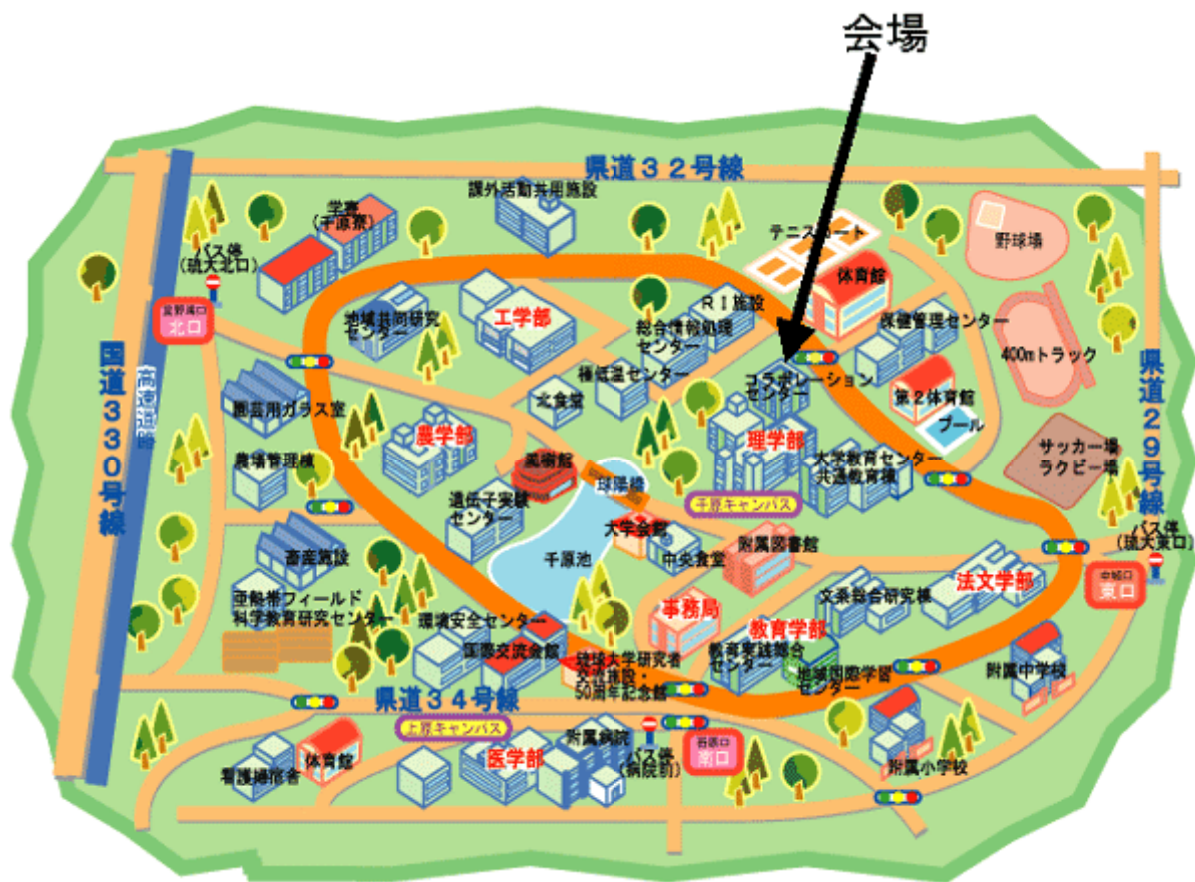 会場
県道32号線
課外活動共用施設
学寮
(千原寮)
バス停
(琉大北口)
テニスコート
野球場
体育館
宜野湾口
北口
RI施設
地域共同研究
センター
工学部
総合情報処理
センター
保健管理センター
400mトラック
国道330号線
高速道路
県道29号線
極低温センター
コラボレーション
センター
第2体育館
プール
園芸用ガラス室
北食堂
農学部
理学部
サッカー場
ラクビー場
農場管理棟
風樹館
球陽橋
大学教育センター
共通教育棟
遺伝子実験
センター
千原キャンパス
大学会館
バス停
(琉大東口)
畜産施設
千原池
中央食堂
附属図書館
中城口
東口
法文学部
亜熱帯フィールド
科学教育研究センター
環境安全センター
事務局
文系総合研究棟
教育学部
国際交流会館
琉球大学研究者
交流施設・
50周年記念館
教育実践総合
センター
地域国際学習
センター
附属中学校
県道34号線
上原キャンパス
附属病院
バス停
(病院前)
西原口
南口
看護婦宿舎
体育館
医学部
附属小学校